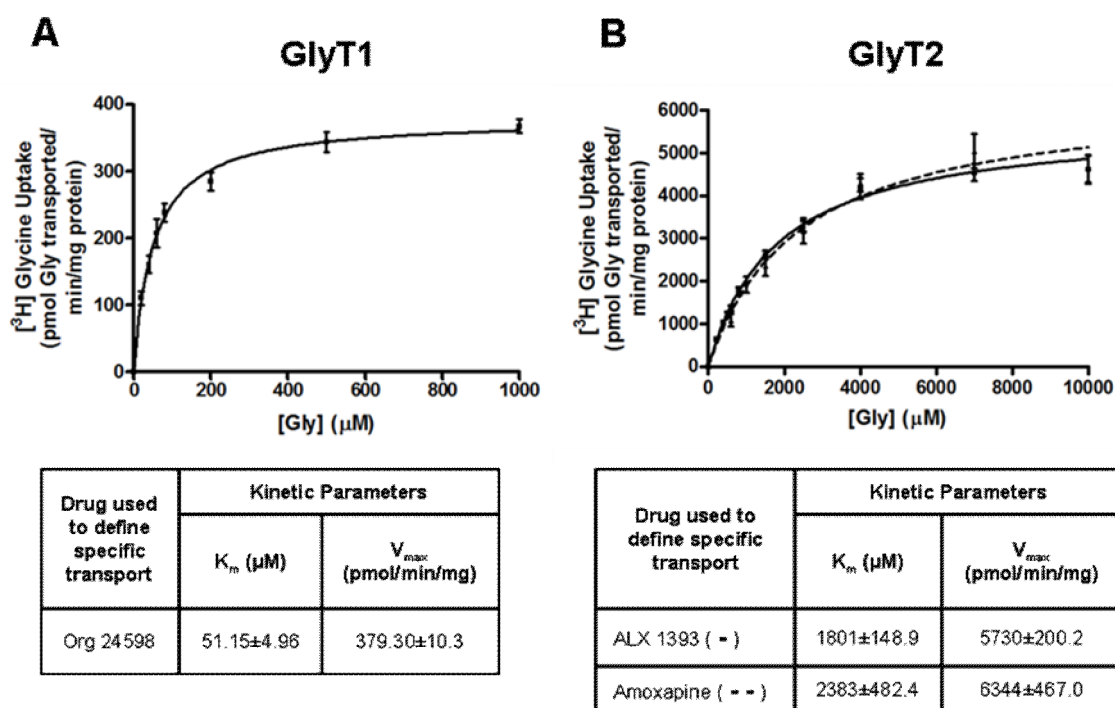 A
GlyT1
[³H] Glycine Uptake
(pmol Gly transported/
min/mg protein)
400
300
200
100
0
0
200
400
600
800
1000
[Gly] (µM)
Drug used
to define
specific
transport
Kinetic Parameters
Kₘ (µM)
Vₘₐₓ
(pmol/min/mg)
Org 24598
51.15±4.96
379.30±10.3
B
GlyT2
[³H] Glycine Uptake
(pmol Gly transported/
min/mg protein)
6000
5000
4000
3000
2000
1000
0
0
2000
4000
6000
8000
10000
[Gly] (µM)
Drug used to
define specific
transport
Kinetic Parameters
Kₘ (µM)
Vₘₐₓ
(pmol/min/mg)
ALX 1393 ( - )
1801±148.9
5730±200.2
Amoxapine ( - - )
2383±482.4
6344±467.0